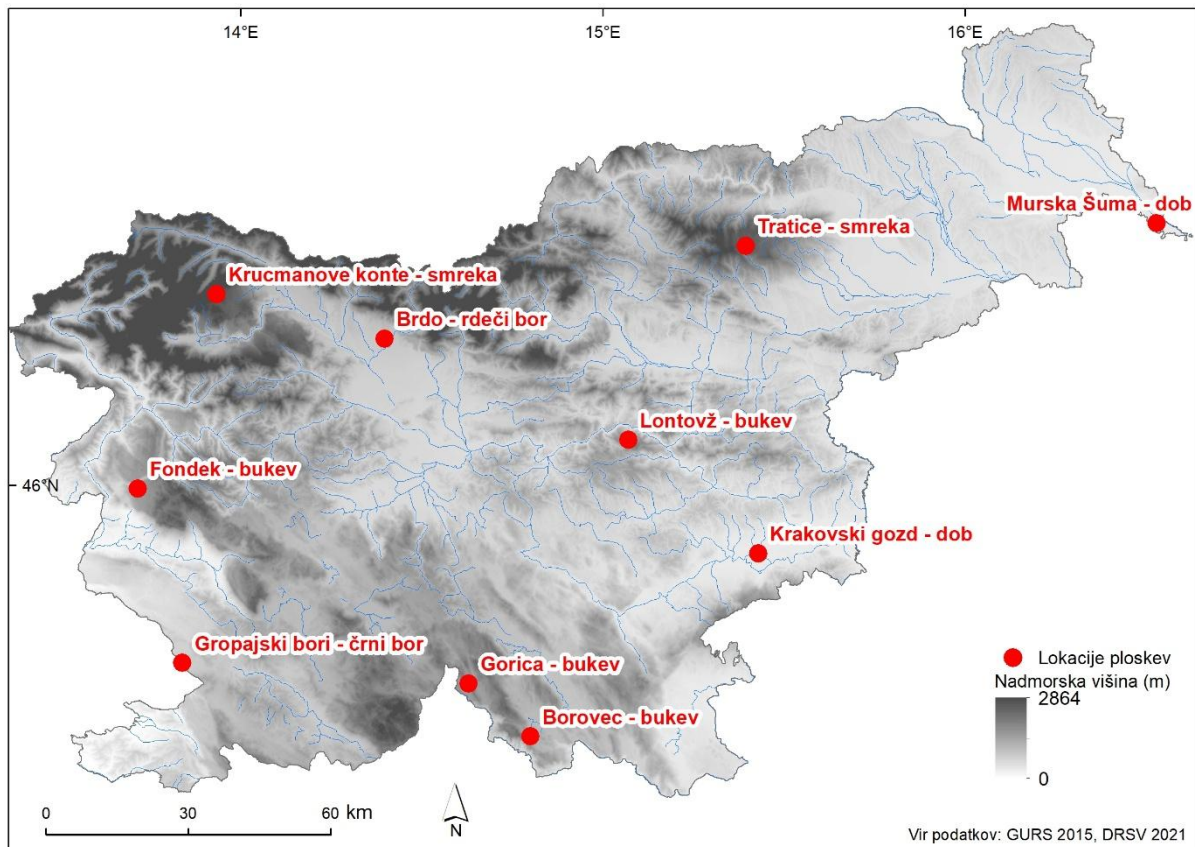 14°E
15°E
16°E
Murska Šuma - dob
Tratice - smreka
Krucmanove konte - smreka
Brdo - rdeči bor
Lontovž - bukev
Fondek - bukev
46°N
Krakovski gozd - dob
Gropajski bori - črni bor
Gorica - bukev
Borovec - bukev
Lokacije ploskev
Nadmorska višina (m)
2864
0
0 30 60 km
N
Vir podatkov: GURS 2015, DRSV 2021